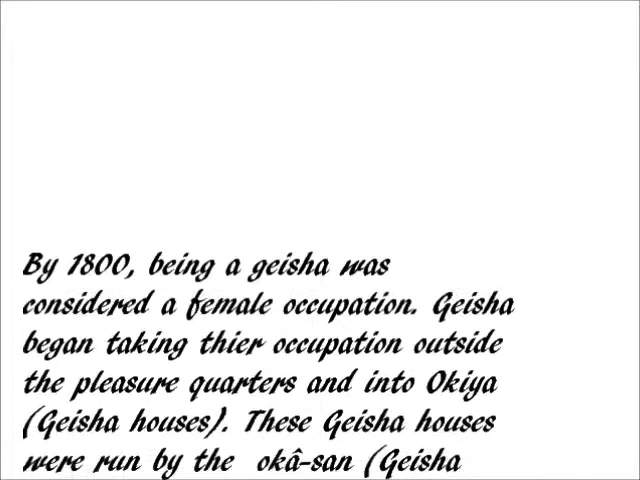 By 1800, being a geisha was
considered a female occupation. Geisha
began taking thier occupation outside
the pleasure quarters and into Okiya
(Geisha houses). These Geisha houses
were run by the  okâ-san (Geisha